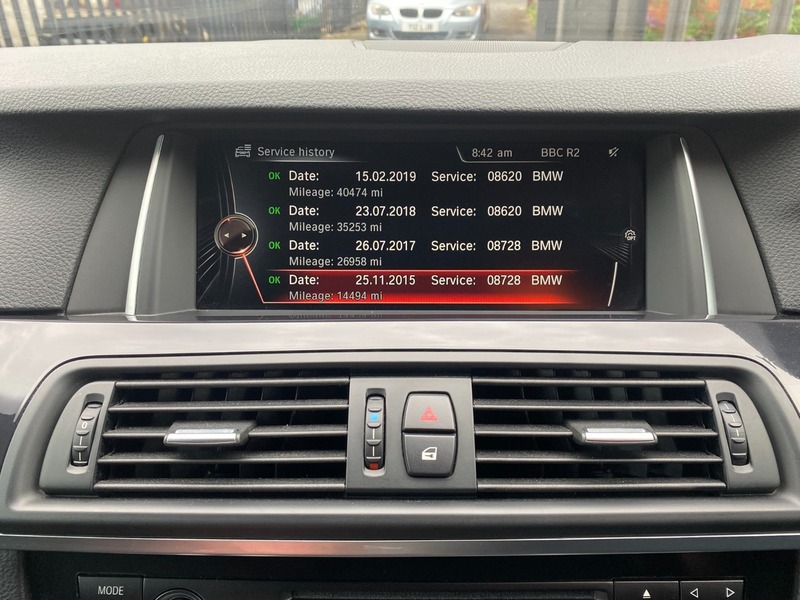 Service history 8:42 am BBC R2
OK Date: 15.02.2019 Service: 08620 BMW
Mileage: 40474 mi
OK Date: 23.07.2018 Service: 08620 BMW
Mileage: 35253 mi
OK Date: 26.07.2017 Service: 08728 BMW
Mileage: 26958 mi
OK Date: 25.11.2015 Service: 08728 BMW
Mileage: 14494 mi
OPT
MODE